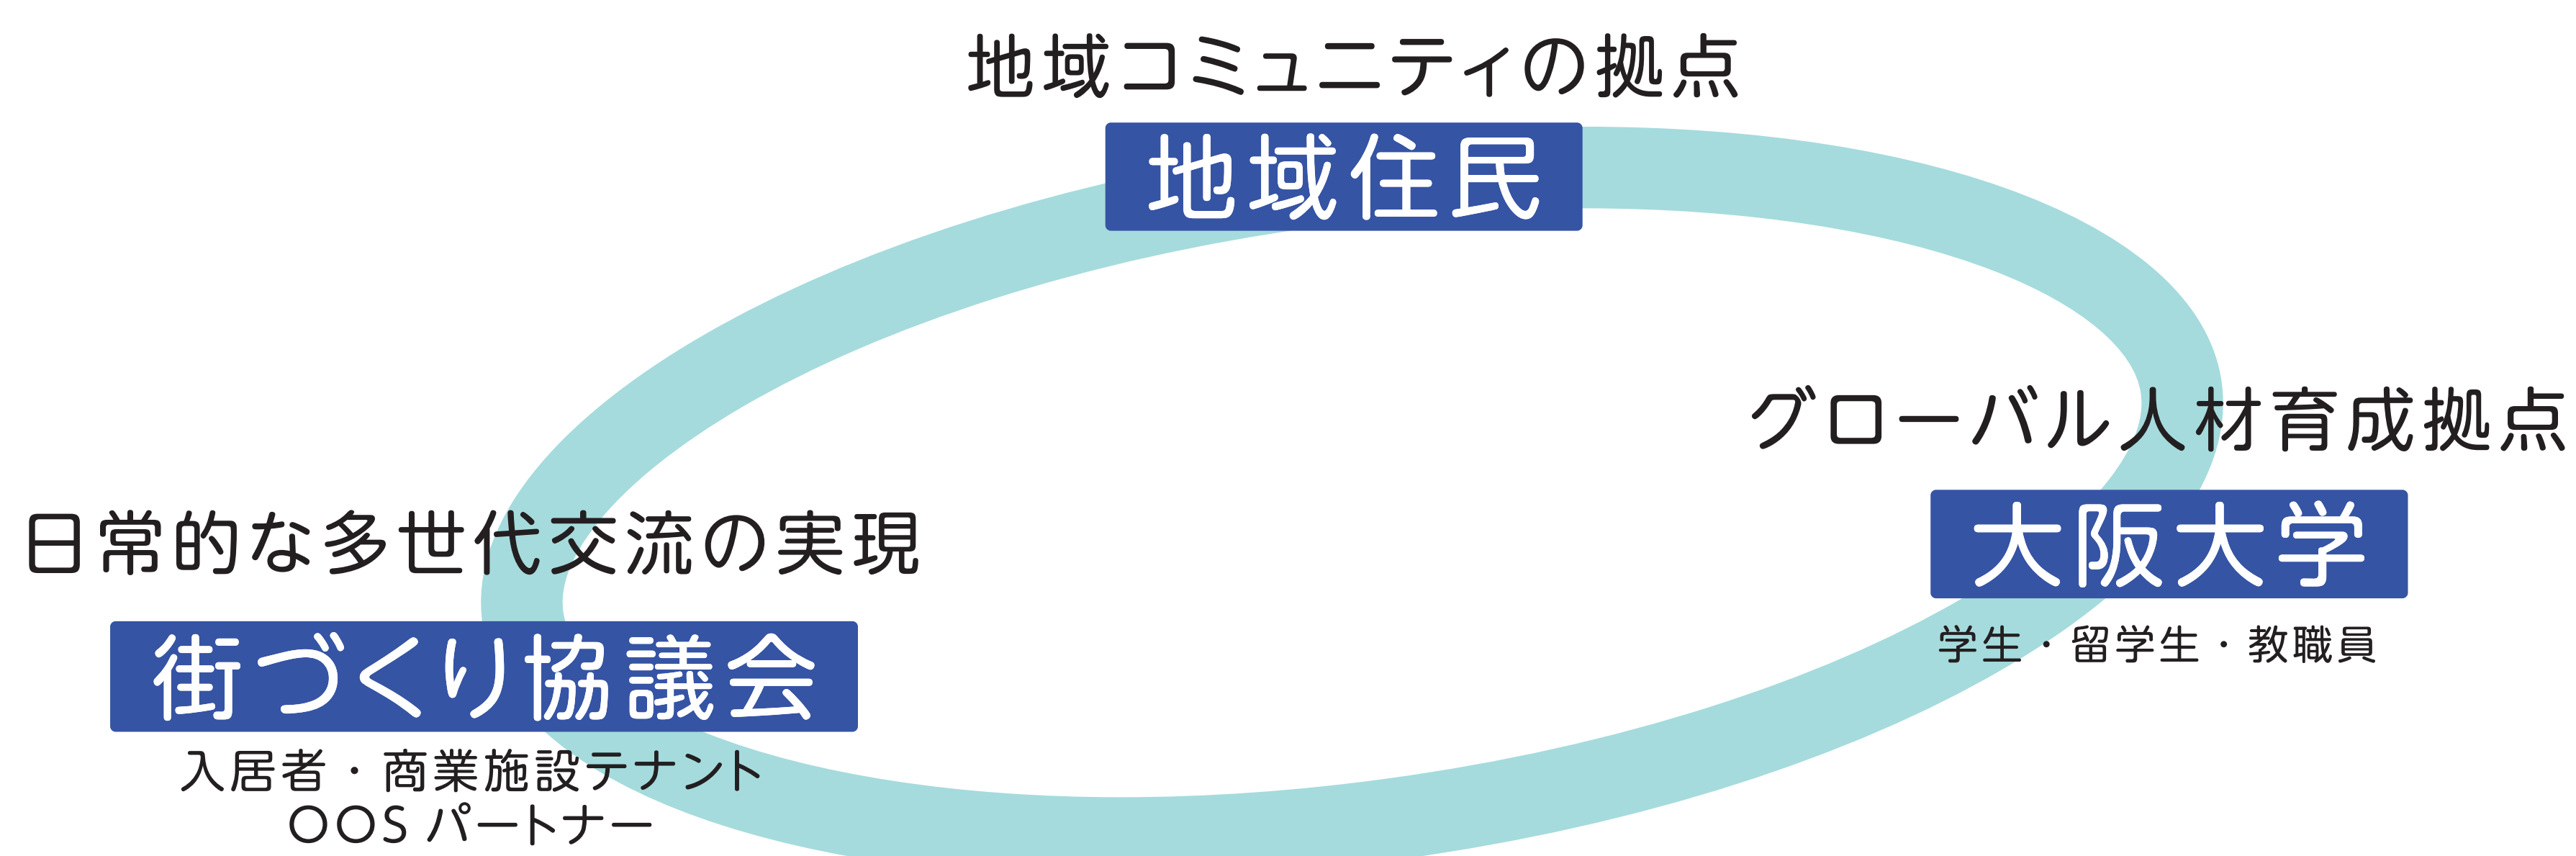 地域コミュニティの拠点
地域住民
グローバル人材育成拠点
大阪大学
学生・留学生・教職員
日常的な多世代交流の実現
街づくり協議会
入居者・商業施設テナント
OOS パートナー